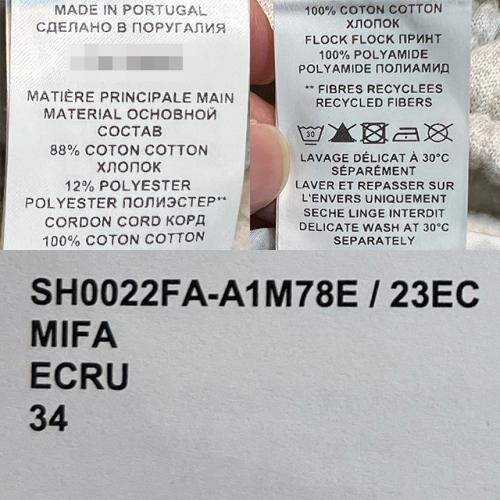 MADE IN PORTUGAL
СДЕЛАНО В ПОРУГАЛИЯ
MATIÈRE PRINCIPALE MAIN
MATERIAL ОСНОВНОЙ
СОСТАВ
88% COTON COTTON
ХЛОПОК
12% POLYESTER
POLYESTER ПОЛИЭСТЕР**
CORDON CORD КОРД
100% COTON COTTON
100% COTON COTTON
ХЛОПОК
FLOCK FLOCK ПРИНТ
100% POLYAMIDE
POLYAMIDE ПОЛИАМИД
** FIBRES RECYCLEES
RECYCLED FIBERS
30
LAVAGE DÉLICAT À 30°C
SÉPARÉMENT
LAVER ET REPASSER SUR
L'ENVERS UNIQUEMENT
SECHE LINGE INTERDIT
DELICATE WASH AT 30°C
SEPARATELY
SH0022FA-A1M78E / 23EC
MIFA
ECRU
34